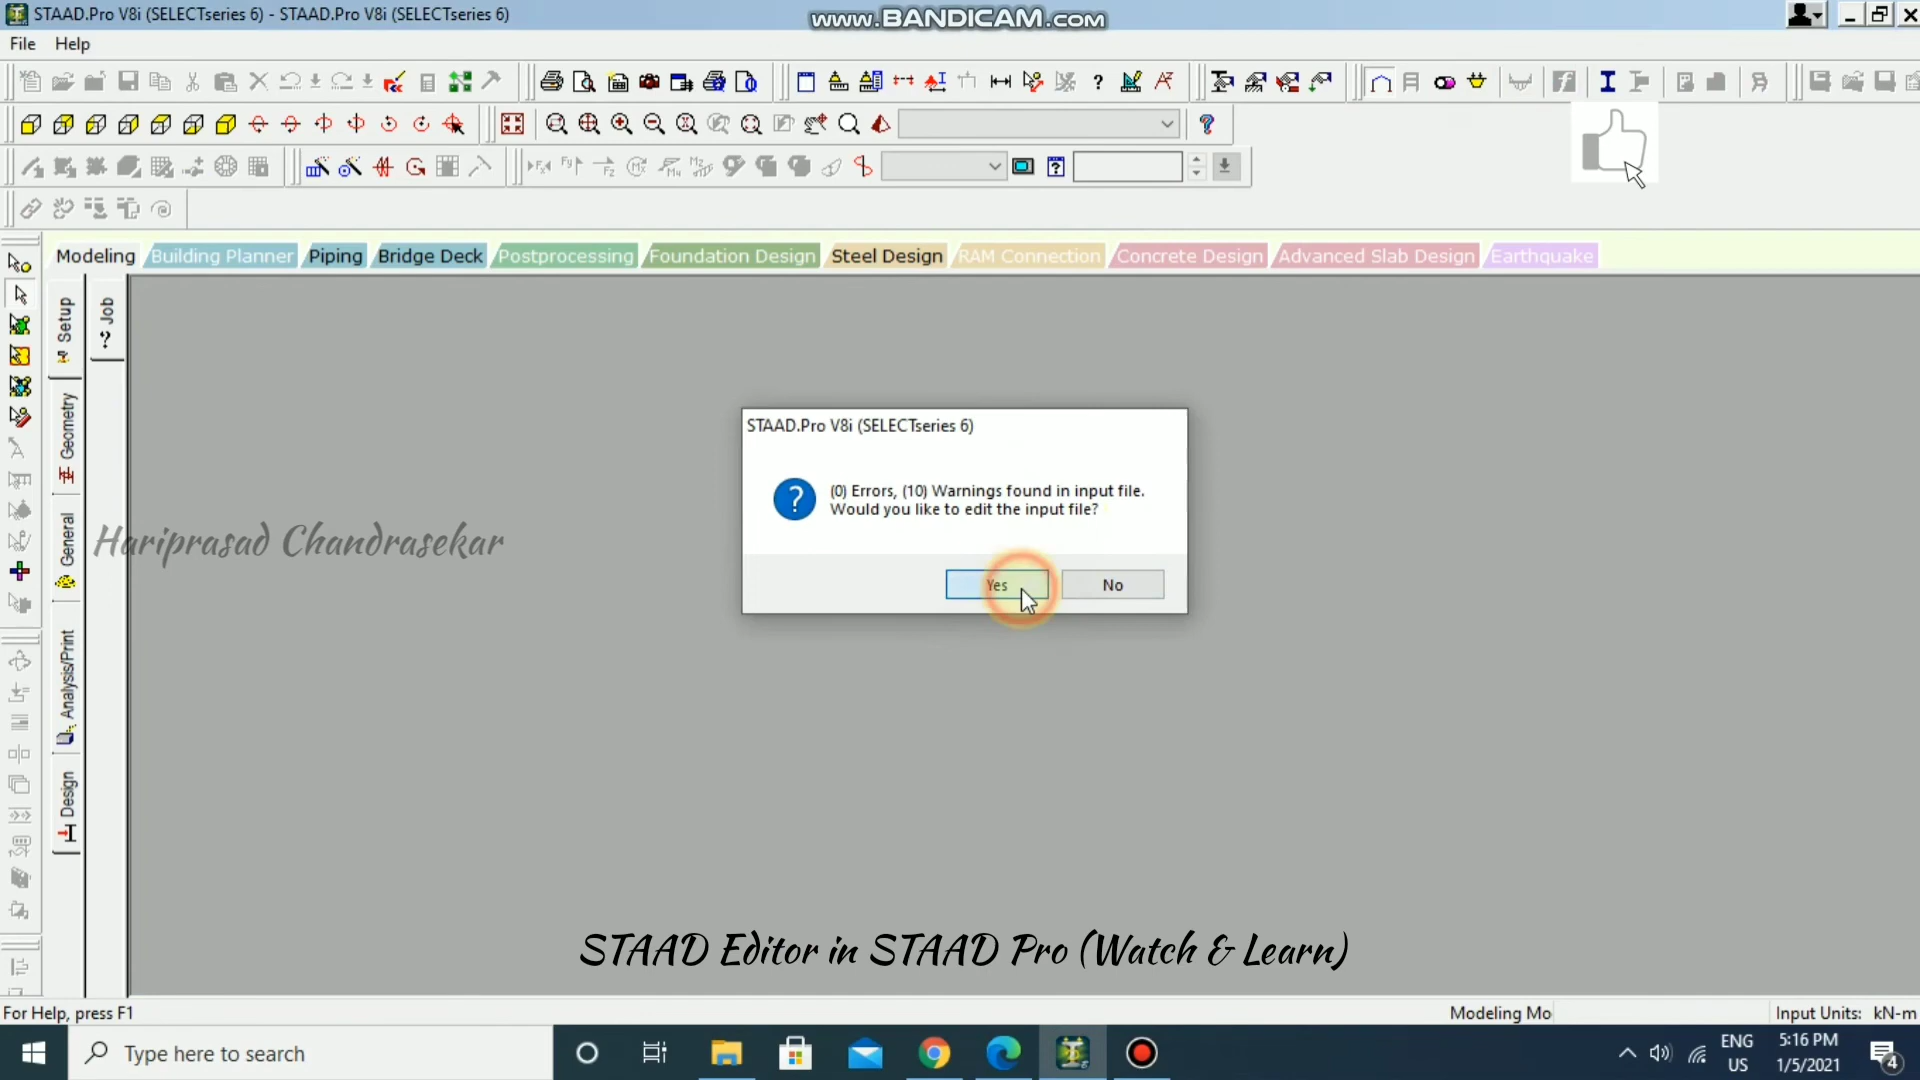 STAAD.Pro V8i (SELECTseries 6) - STAAD.Pro V8i (SELECTseries 6)
www.BANDICAM.com
File Help
Modeling Building Planner Piping Bridge Deck Postprocessing Foundation Design Steel Design RAM Connection Concrete Design Advanced Slab Design Earthquake
Setup
Job
Geometry
General
Analysis/Print
Design
STAAD.Pro V8i (SELECTseries 6)
(0) Errors, (10) Warnings found in input file.
Would you like to edit the input file?
Yes No
Hariprasad Chandrasekar
STAAD Editor in STAAD Pro (Watch & Learn)
For Help, press F1
Modeling Mo
Input Units: kN-m
Type here to search
ENG
US
5:16 PM
1/5/2021
4